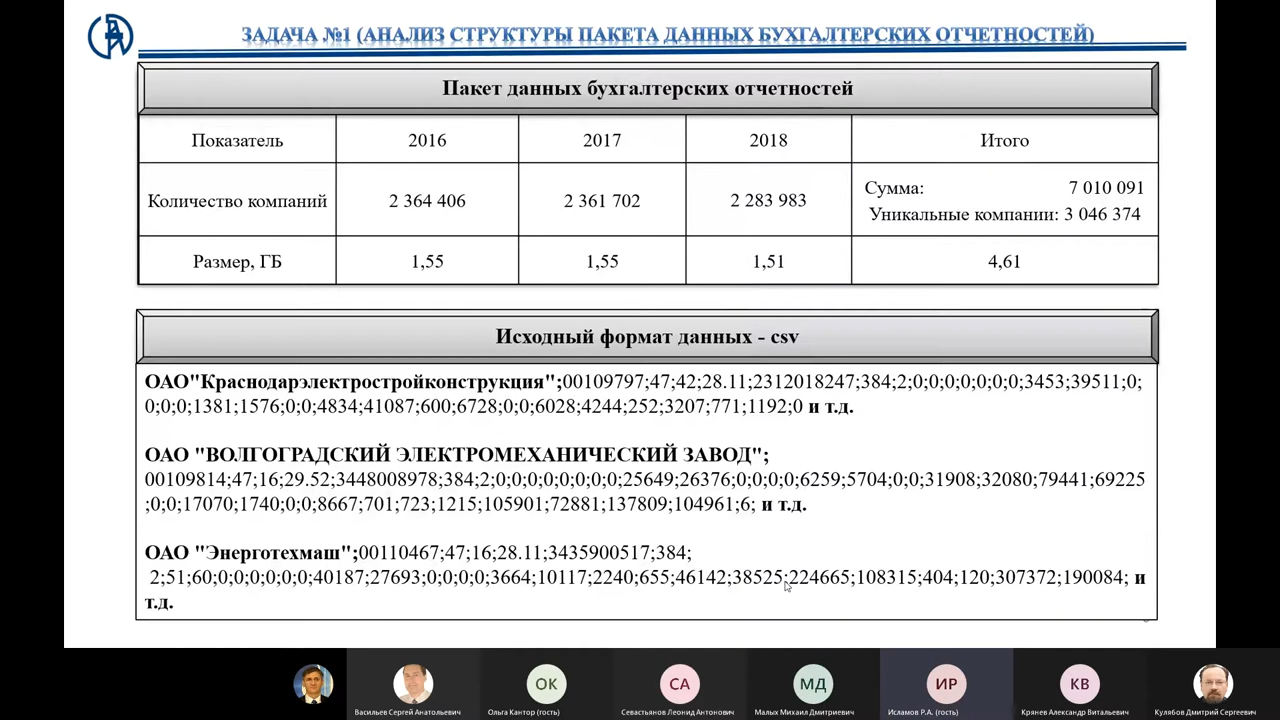 ЗАДАЧА №1 (АНАЛИЗ СТРУКТУРЫ ПАКЕТА ДАННЫХ БУХГАЛТЕРСКИХ ОТЧЕТНОСТЕЙ)
Пакет данных бухгалтерских отчетностей
Показатель 2016 2017 2018 Итого
Количество компаний 2 364 406 2 361 702 2 283 983 Сумма: 7 010 091
Уникальные компании: 3 046 374
Размер, ГБ 1,55 1,55 1,51 4,61
Исходный формат данных - csv
ОАО"Краснодарэлектростройконструкция";00109797;47;42;28.11;2312018247;384;2;0;0;0;0;0;0;0;3453;39511;0;
0;0;0;1381;1576;0;0;4834;41087;600;6728;0;0;6028;4244;252;3207;771;1192;0 и т.д.
ОАО "ВОЛГОГРАДСКИЙ ЭЛЕКТРОМЕХАНИЧЕСКИЙ ЗАВОД";
00109814;47;16;29.52;3448008978;384;2;0;0;0;0;0;0;0;0;25649;26376;0;0;0;0;6259;5704;0;0;31908;32080;79441;69225
;0;0;17070;1740;0;0;8667;701;723;1215;105901;72881;137809;104961;6; и т.д.
ОАО "Энерготехмаш";00110467;47;16;28.11;3435900517;384;
2;51;60;0;0;0;0;0;0;40187;27693;0;0;0;0;3664;10117;2240;655;46142;38525;224665;108315;404;120;307372;190084; и
т.д.
ОК СА МД ИР КВ
Васильев Сергей Анатольевич Ольга Кантор (гость) Севастьянов Леонид Антонович Малых Михаил Дмитриевич Исламов Р.А. (гость) Крянев Александр Витальевич Кулябов Дмитрий Сергеевич